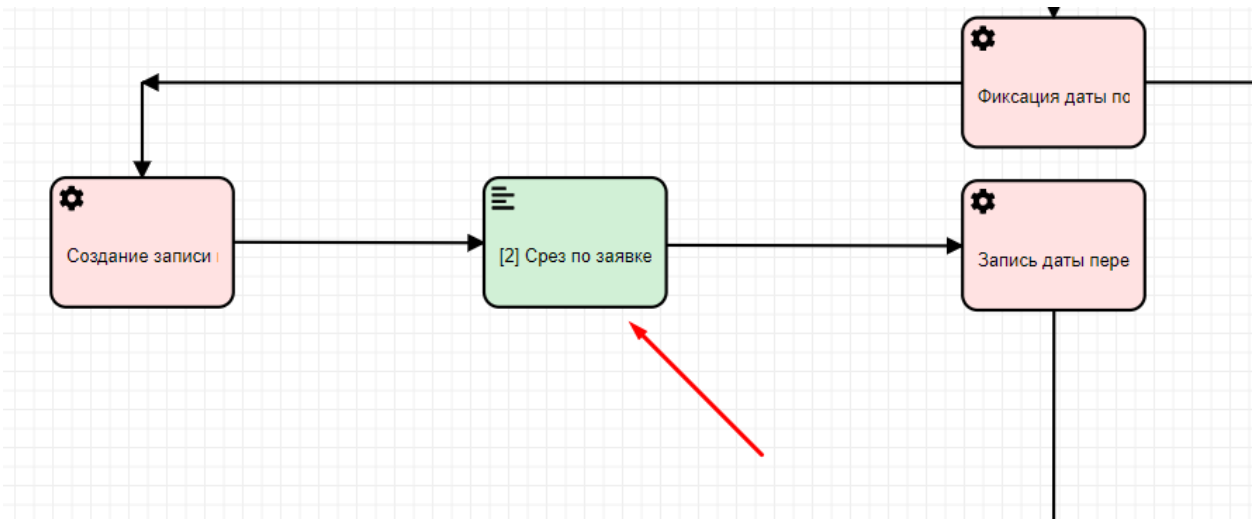 Фиксация даты по
Создание записи
[2] Срез по заявке
Запись даты пере